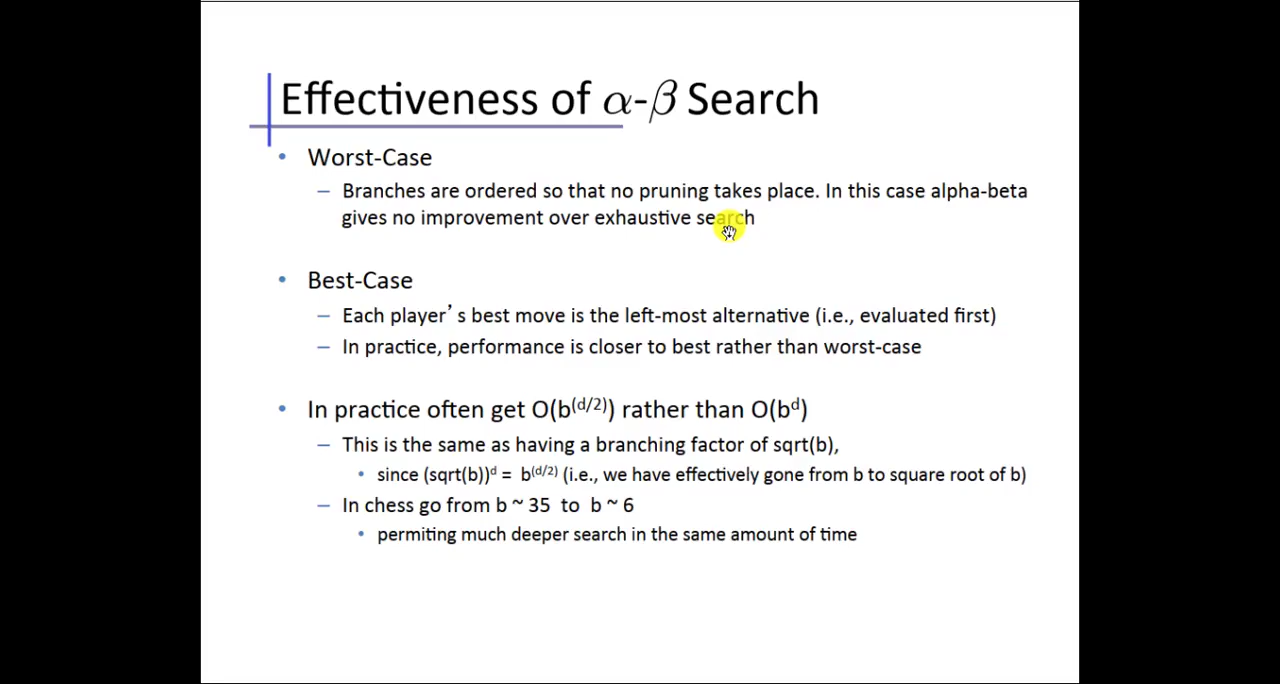 Effectiveness of α-β Search
• Worst-Case
– Branches are ordered so that no pruning takes place. In this case alpha-beta
gives no improvement over exhaustive search
• Best-Case
– Each player's best move is the left-most alternative (i.e., evaluated first)
– In practice, performance is closer to best rather than worst-case
• In practice often get O(b^(d/2)) rather than O(b^d)
– This is the same as having a branching factor of sqrt(b),
• since (sqrt(b))^d = b^(d/2) (i.e., we have effectively gone from b to square root of b)
– In chess go from b ~ 35 to b ~ 6
• permiting much deeper search in the same amount of time